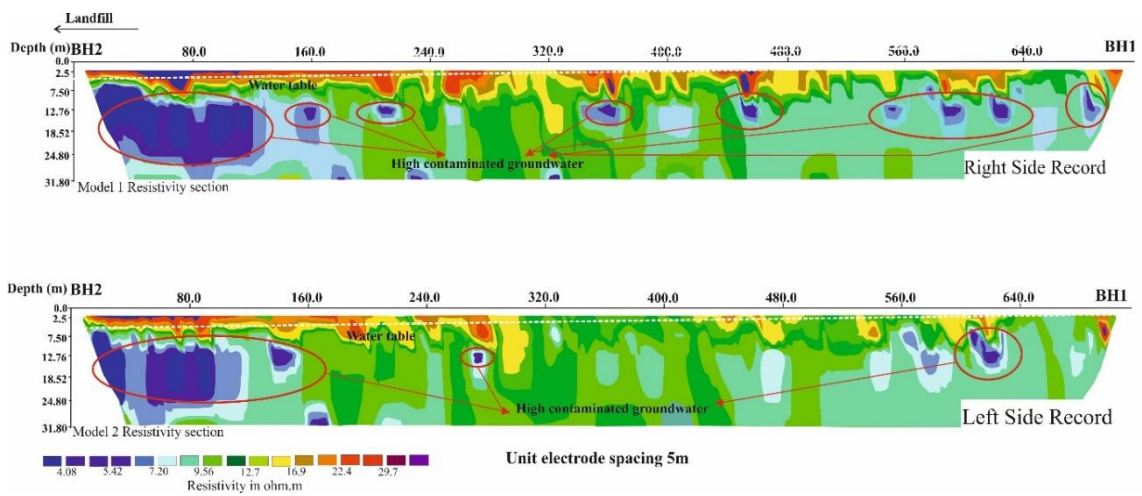 Landfill
Depth (m) BH2 80.0 160.0 240.0 320.0 400.0 480.0 560.0 640.0 BH1
0.0
2.5
7.50
12.76
18.52
24.80
31.80
Water table
High contaminated groundwater
Right Side Record
Model 1 Resistivity section
Depth (m) BH2 80.0 160.0 240.0 320.0 400.0 480.0 560.0 640.0 BH1
0.0
2.5
7.50
12.76
18.52
24.80
31.80
Water table
High contaminated groundwater
Left Side Record
Model 2 Resistivity section
4.08 5.42 7.20 9.56 12.7 16.9 22.4 29.7
Resistivity in ohm.m
Unit electrode spacing 5m